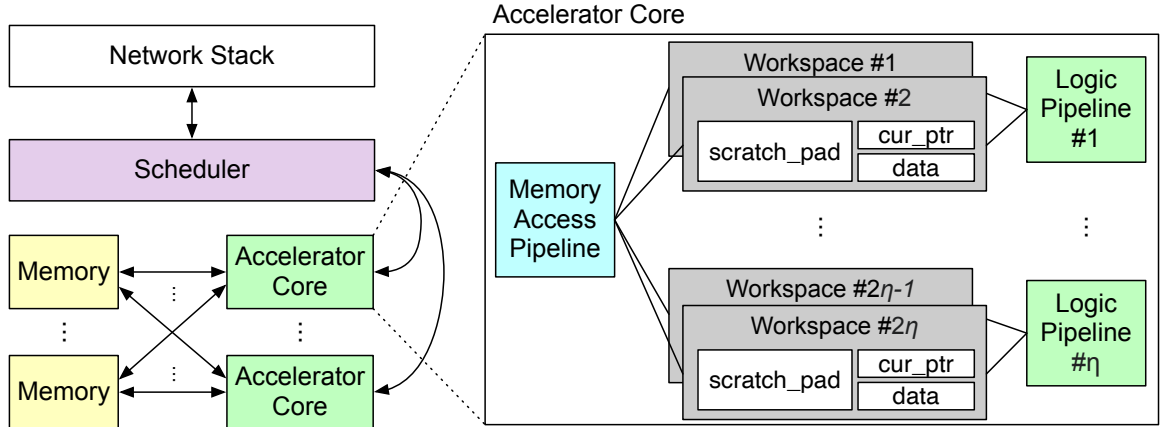 Accelerator Core
Network Stack
Scheduler
Memory
Accelerator
Core
Memory
Accelerator
Core
Memory
Access
Pipeline
Workspace #1
Workspace #2
scratch_pad
cur_ptr
data
Logic
Pipeline
#1
Workspace #2η-1
Workspace #2η
scratch_pad
cur_ptr
data
Logic
Pipeline
#η